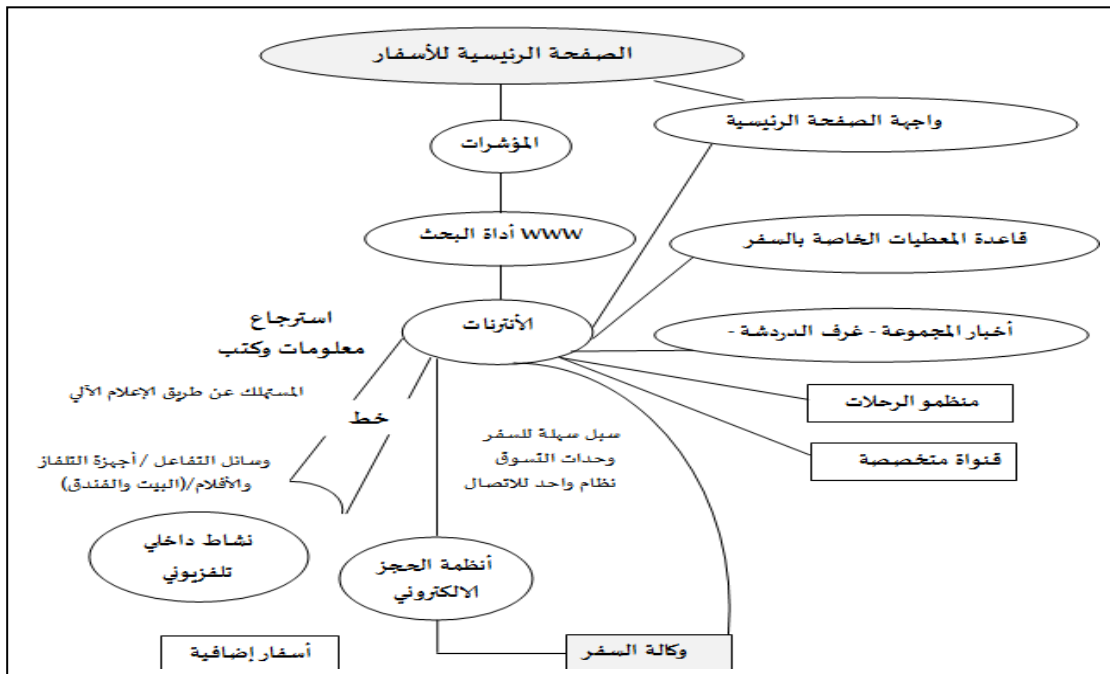 الصفحة الرئيسية للأسفار
واجهة الصفحة الرئيسية
المؤشرات
WWW أداة البحث
قاعدة المعطيات الخاصة بالسفر
الأنترنات
استرجاع
معلومات وكتب
أخبار المجموعة - غرف الدردشة -
المستهلك عن طريق الإعلام الآلي
منظمو الرحلات
خط
سبل سهلة للسفر
وحدات التسوق
نظام واحد للاتصال
قنواة متخصصة
وسائل التفاعل / أجهزة التلفاز
والأفلام/(البيت والفندق)
نشاط داخلي
تلفزيوني
أنظمة الحجز
الالكتروني
أسفار إضافية
وكالة السفر